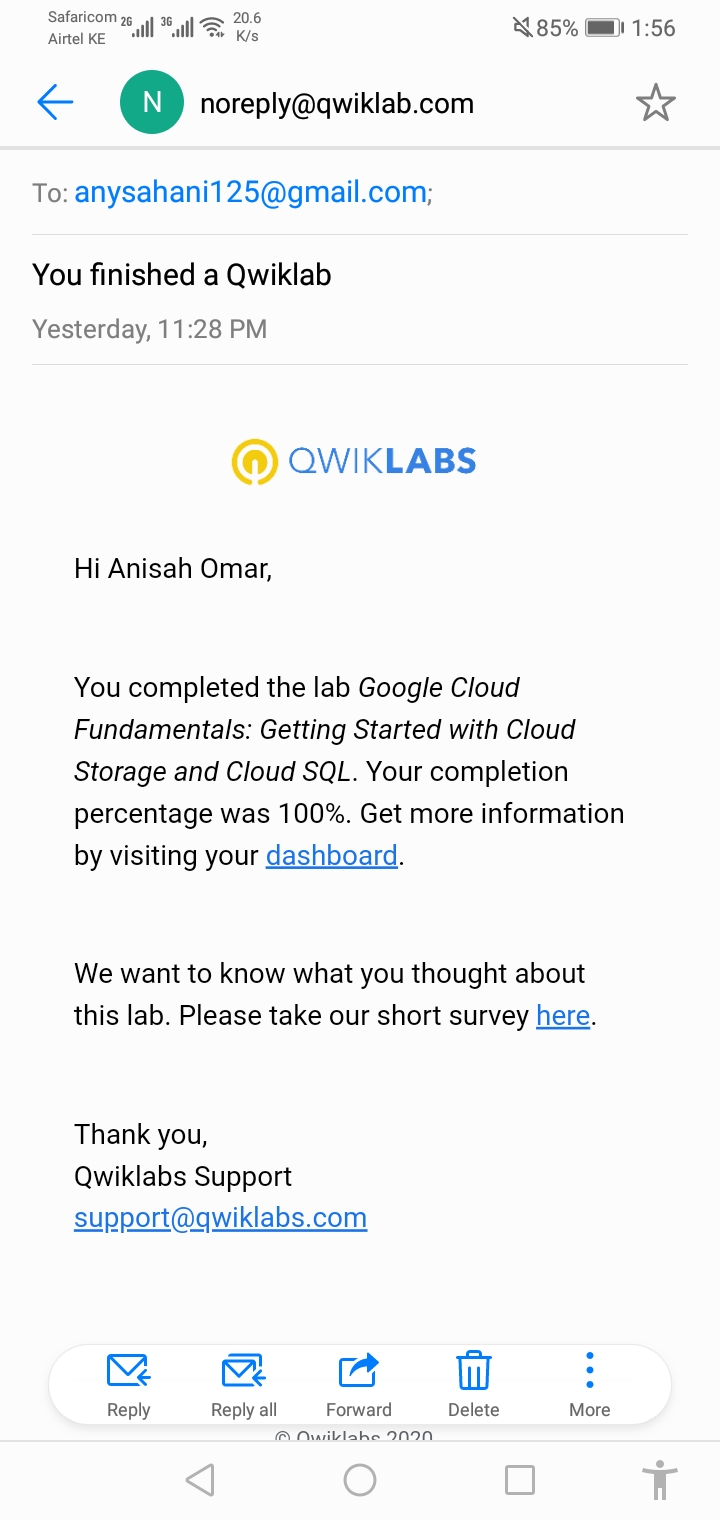 Safaricom 2G 3G 20.6 85% 1:56
Airtel KE K/s
N noreply@qwiklab.com
To: anysahani125@gmail.com;
You finished a Qwiklab
Yesterday, 11:28 PM
QWIKLABS
Hi Anisah Omar,
You completed the lab Google Cloud
Fundamentals: Getting Started with Cloud
Storage and Cloud SQL. Your completion
percentage was 100%. Get more information
by visiting your dashboard.
We want to know what you thought about
this lab. Please take our short survey here.
Thank you,
Qwiklabs Support
support@qwiklabs.com
Reply Reply all Forward Delete More
© Qwiklabs 2020